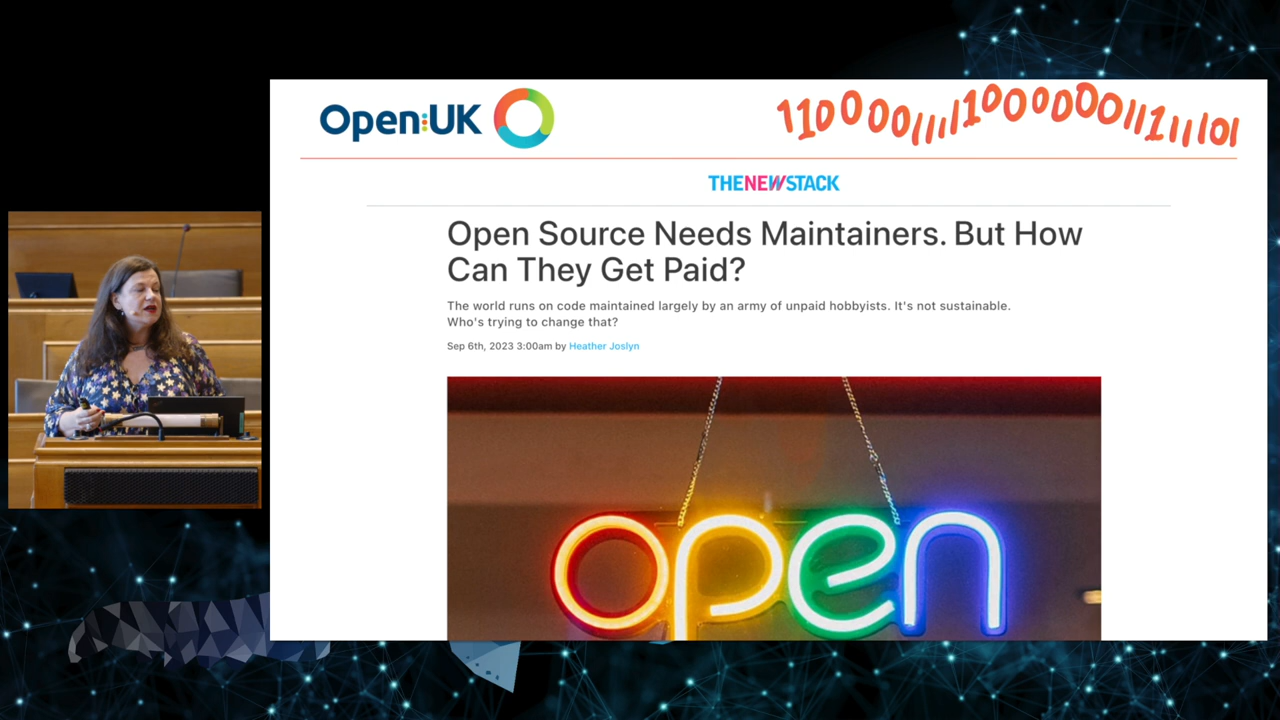 Open:UK
THENEWSTACK
Open Source Needs Maintainers. But How
Can They Get Paid?
The world runs on code maintained largely by an army of unpaid hobbyists. It's not sustainable.
Who's trying to change that?
Sep 6th, 2023 3:00am by Heather Joslyn
open